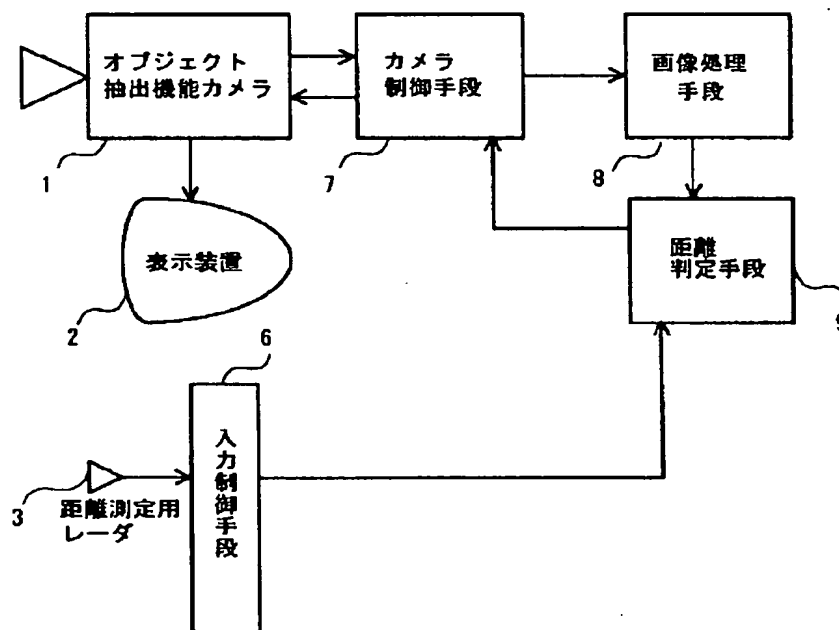 オブジェクト
抽出機能カメラ
カメラ
制御手段
画像処理
手段
1
7
8
表示装置
距離
判定手段
2
9
6
入力制御手段
3
距離測定用
レーダ